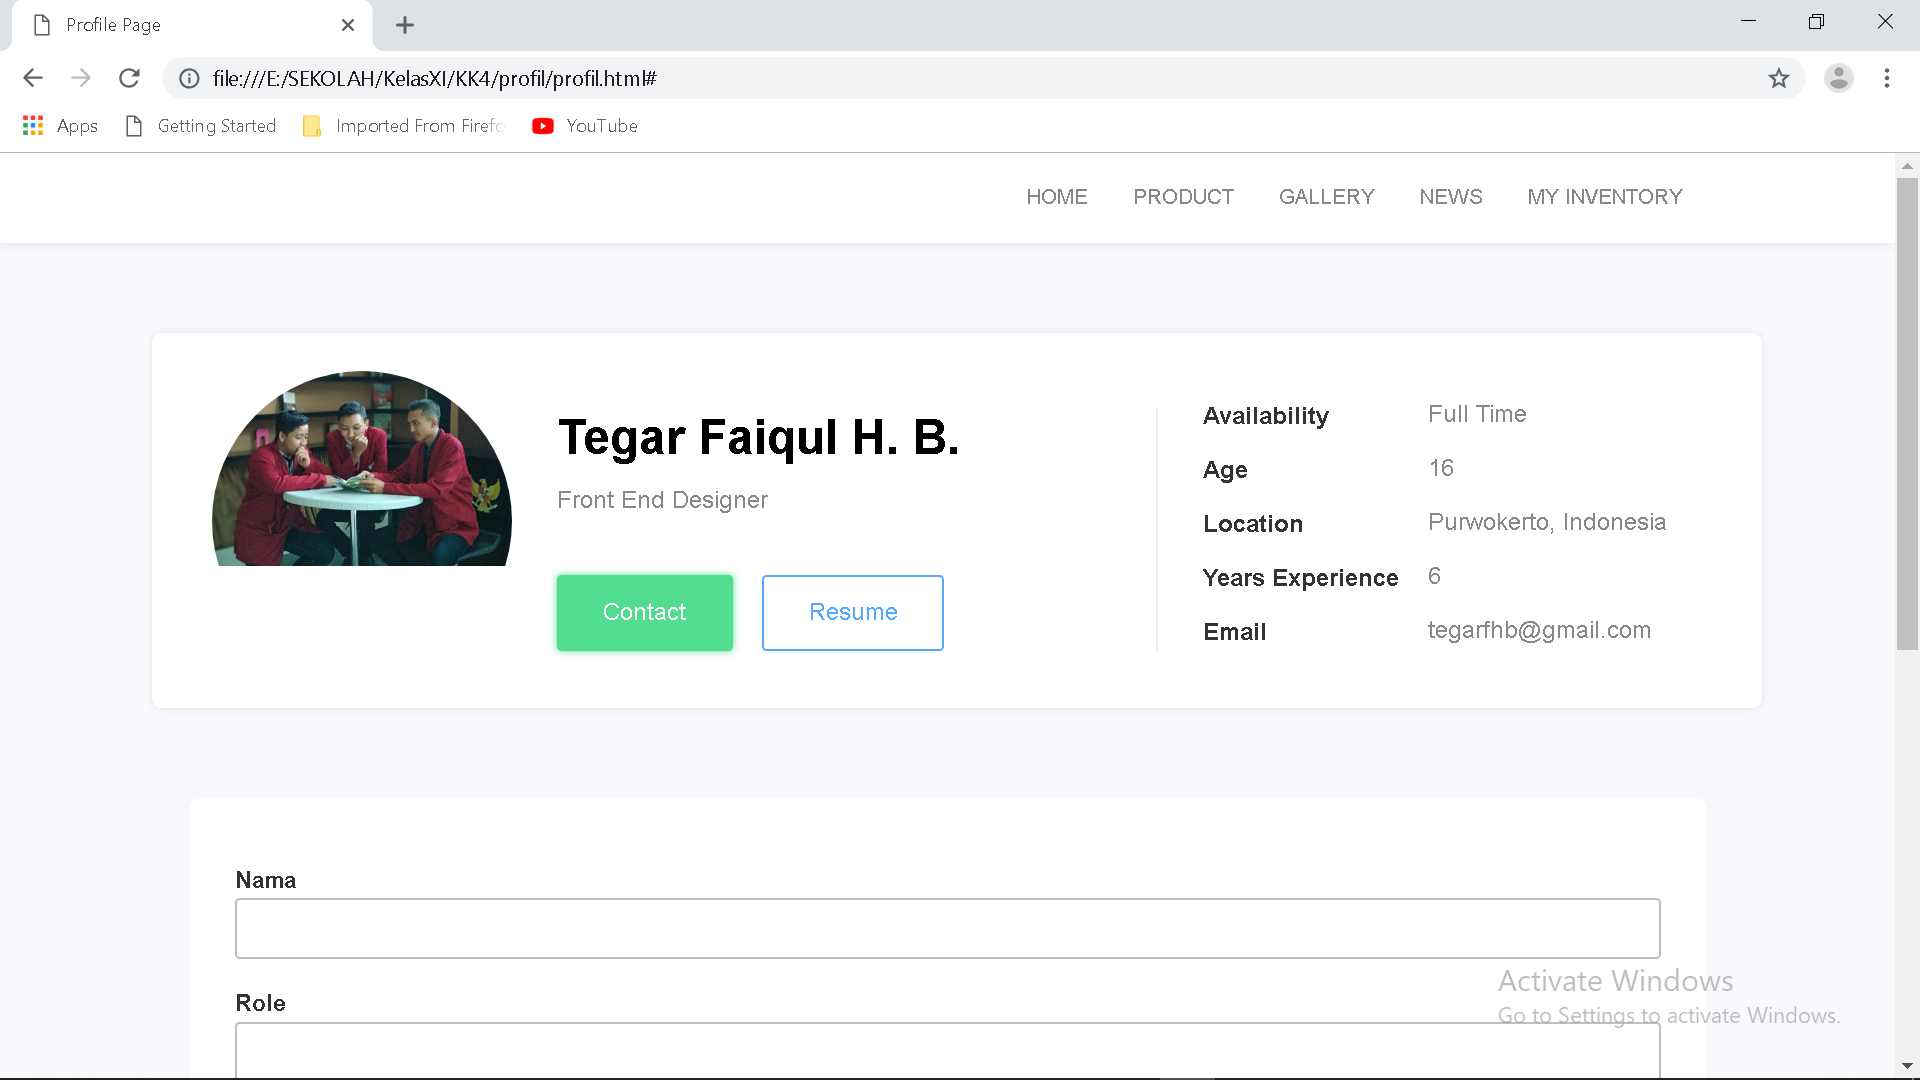 Profile Page
file:///E:/SEKOLAH/KelasXI/KK4/profil/profil.html#
Apps Getting Started Imported From Firefo YouTube
HOME PRODUCT GALLERY NEWS MY INVENTORY
Tegar Faiqul H. B.
Front End Designer
Contact Resume
Availability Full Time
Age 16
Location Purwokerto, Indonesia
Years Experience 6
Email tegarfhb@gmail.com
Nama
Role
Activate Windows
Go to Settings to activate Windows.